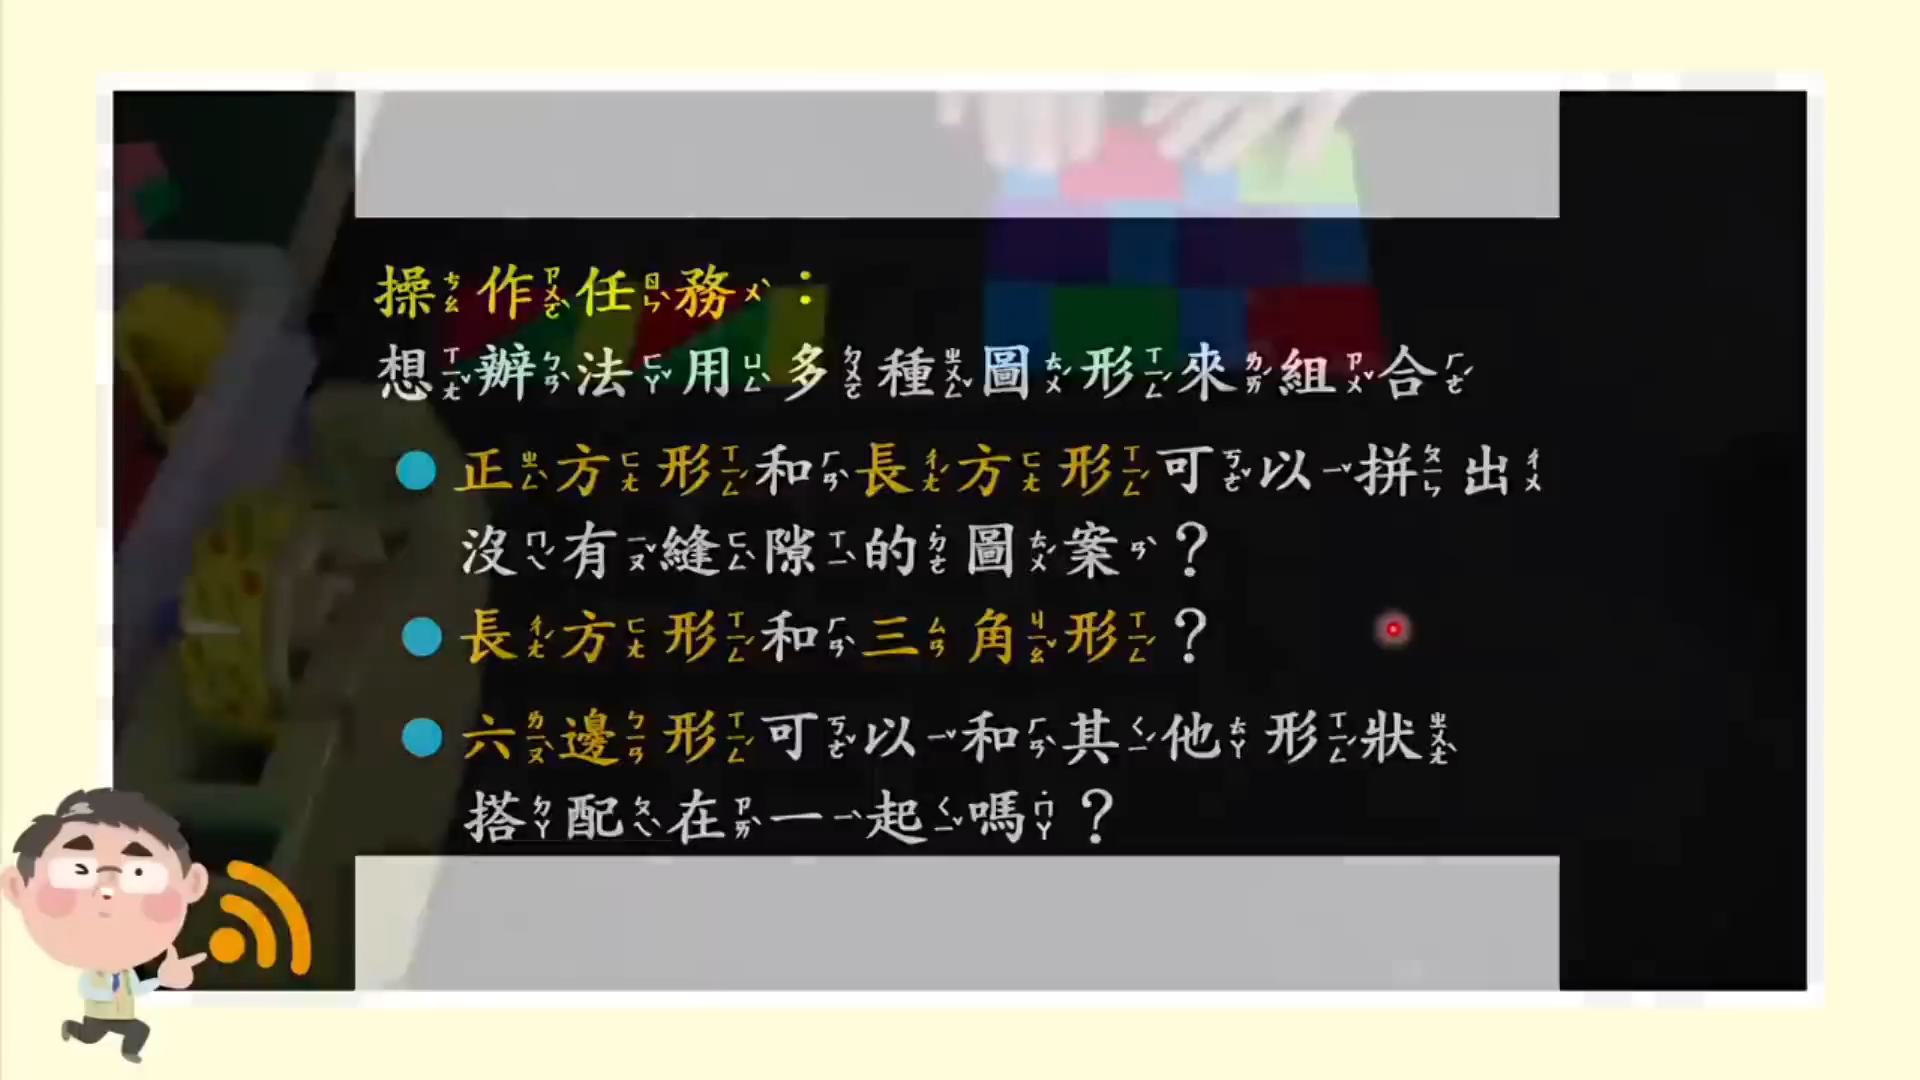 操作任務：
想辦法用多種圖形來組合
正方形和長方形可以拼出
沒有縫隙的圖案？
長方形和三角形？
六邊形可以和其他形狀
搭配在一起嗎？